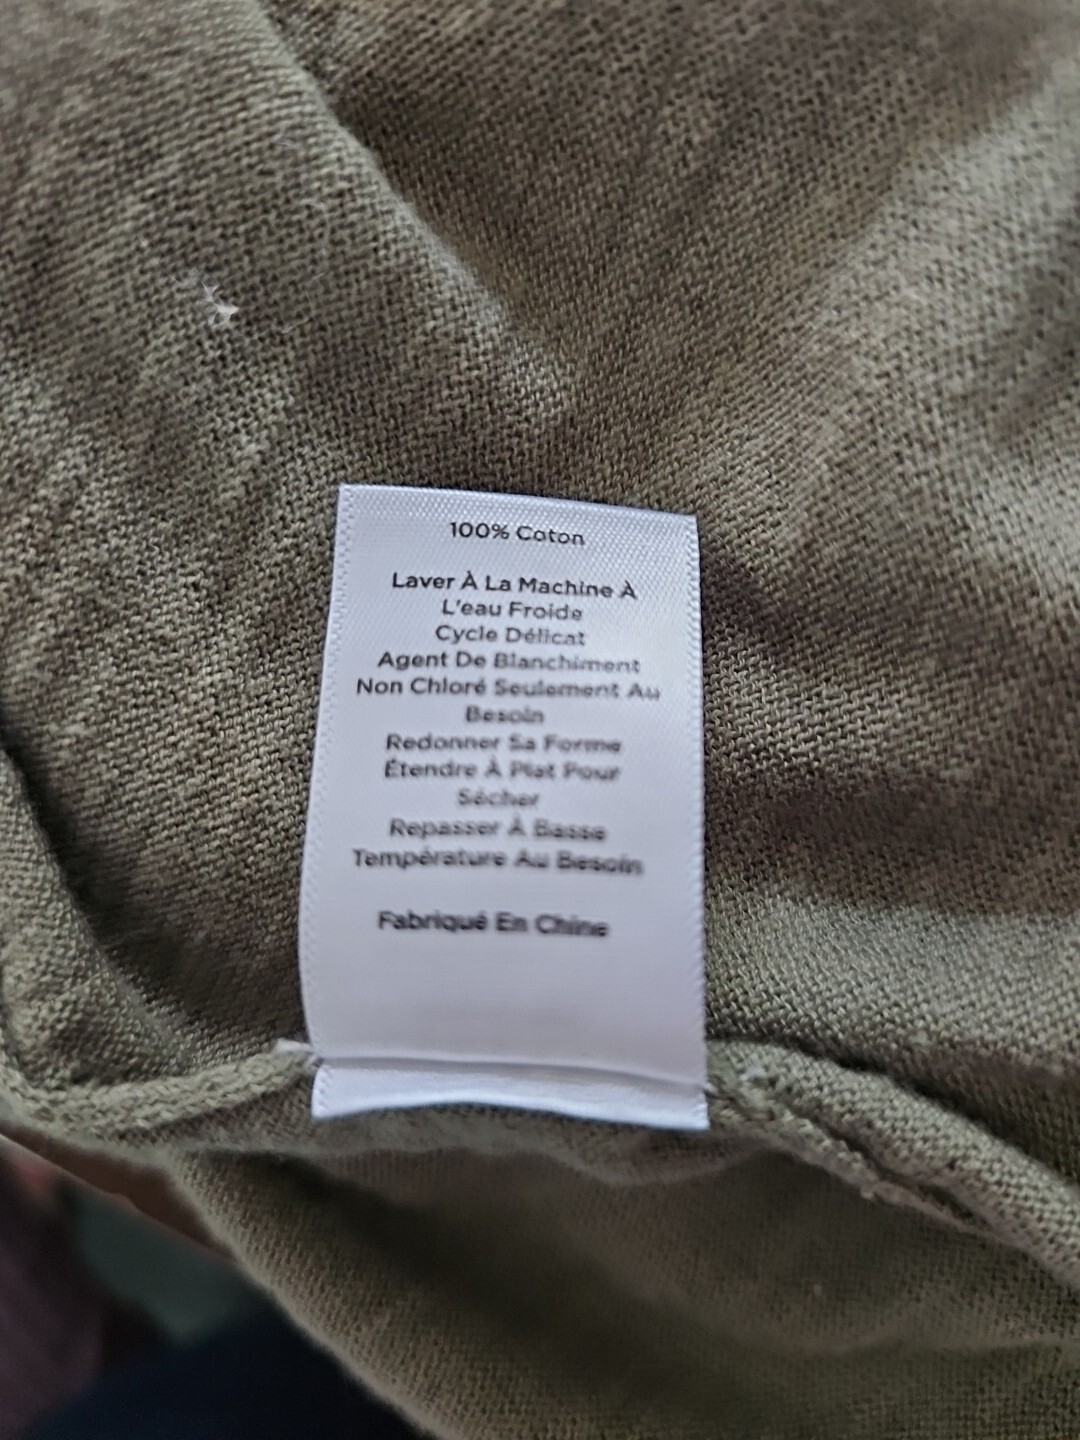 100% Coton
Laver À La Machine À
L'eau Froide
Cycle Délicat
Agent De Blanchiment
Non Chloré Seulement Au
Besoin
Redonner Sa Forme
Étendre À Plat Pour
Sécher
Repasser À Basse
Température Au Besoin
Fabriqué En Chine